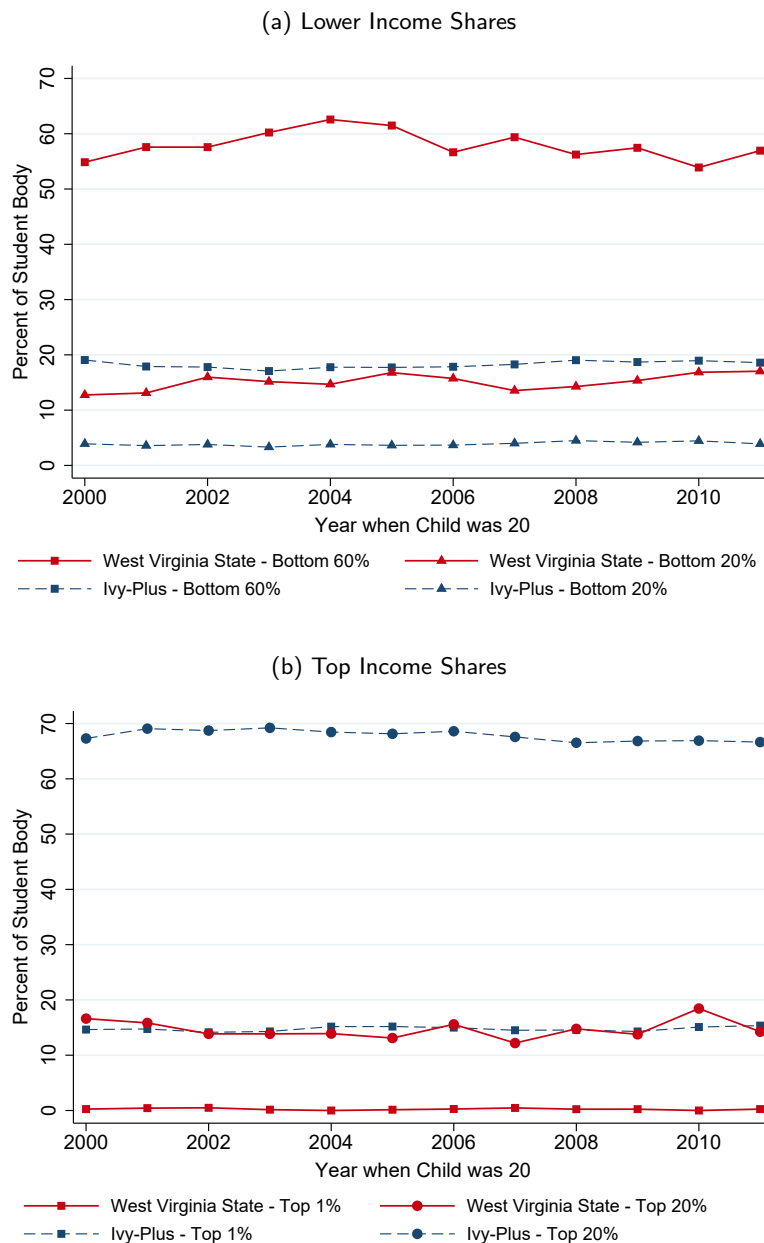 (a) Lower Income Shares
Percent of Student Body
70
60
50
40
30
20
10
0
2000 2002 2004 2006 2008 2010
Year when Child was 20
West Virginia State - Bottom 60% West Virginia State - Bottom 20%
Ivy-Plus - Bottom 60% Ivy-Plus - Bottom 20%
(b) Top Income Shares
Percent of Student Body
70
60
50
40
30
20
10
0
2000 2002 2004 2006 2008 2010
Year when Child was 20
West Virginia State - Top 1% West Virginia State - Top 20%
Ivy-Plus - Top 1% Ivy-Plus - Top 20%